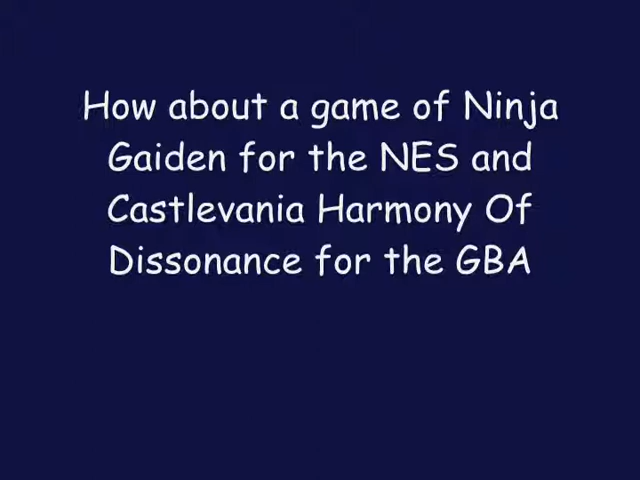 How about a game of Ninja
Gaiden for the NES and
Castlevania Harmony Of
Dissonance for the GBA